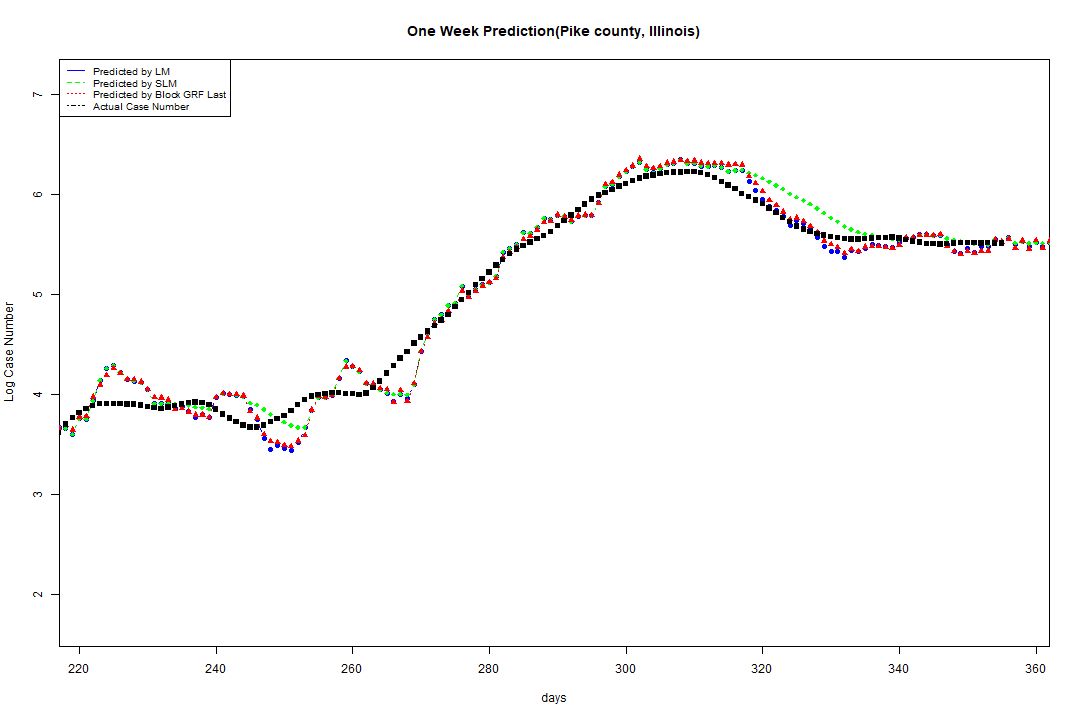 One Week Prediction(Pike county, Illinois)
Predicted by LM
Predicted by SLM
Predicted by Block GRF Last
Actual Case Number
7
6
5
4
3
2
Log Case Number
220 240 260 280 300 320 340 360
days